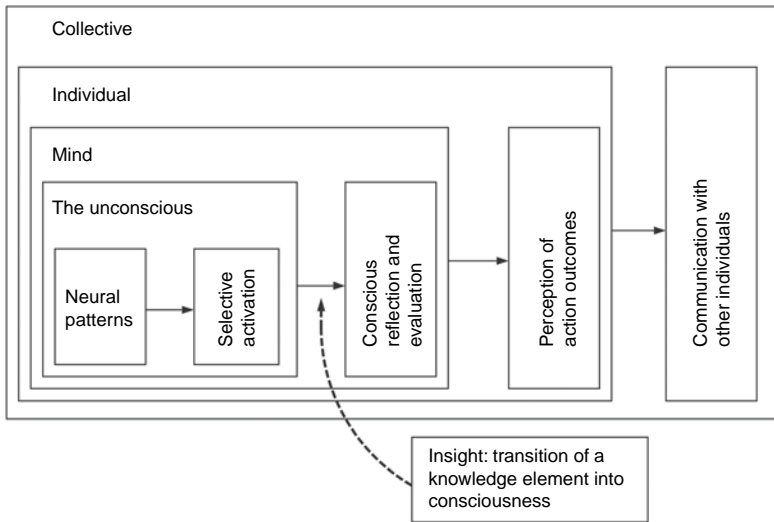 Collective
Individual
Mind
The unconscious
Neural
patterns
Selective
activation
Conscious
reflection and
evaluation
Perception of
action outcomes
Communication with
other individuals
Insight: transition of a
knowledge element into
consciousness